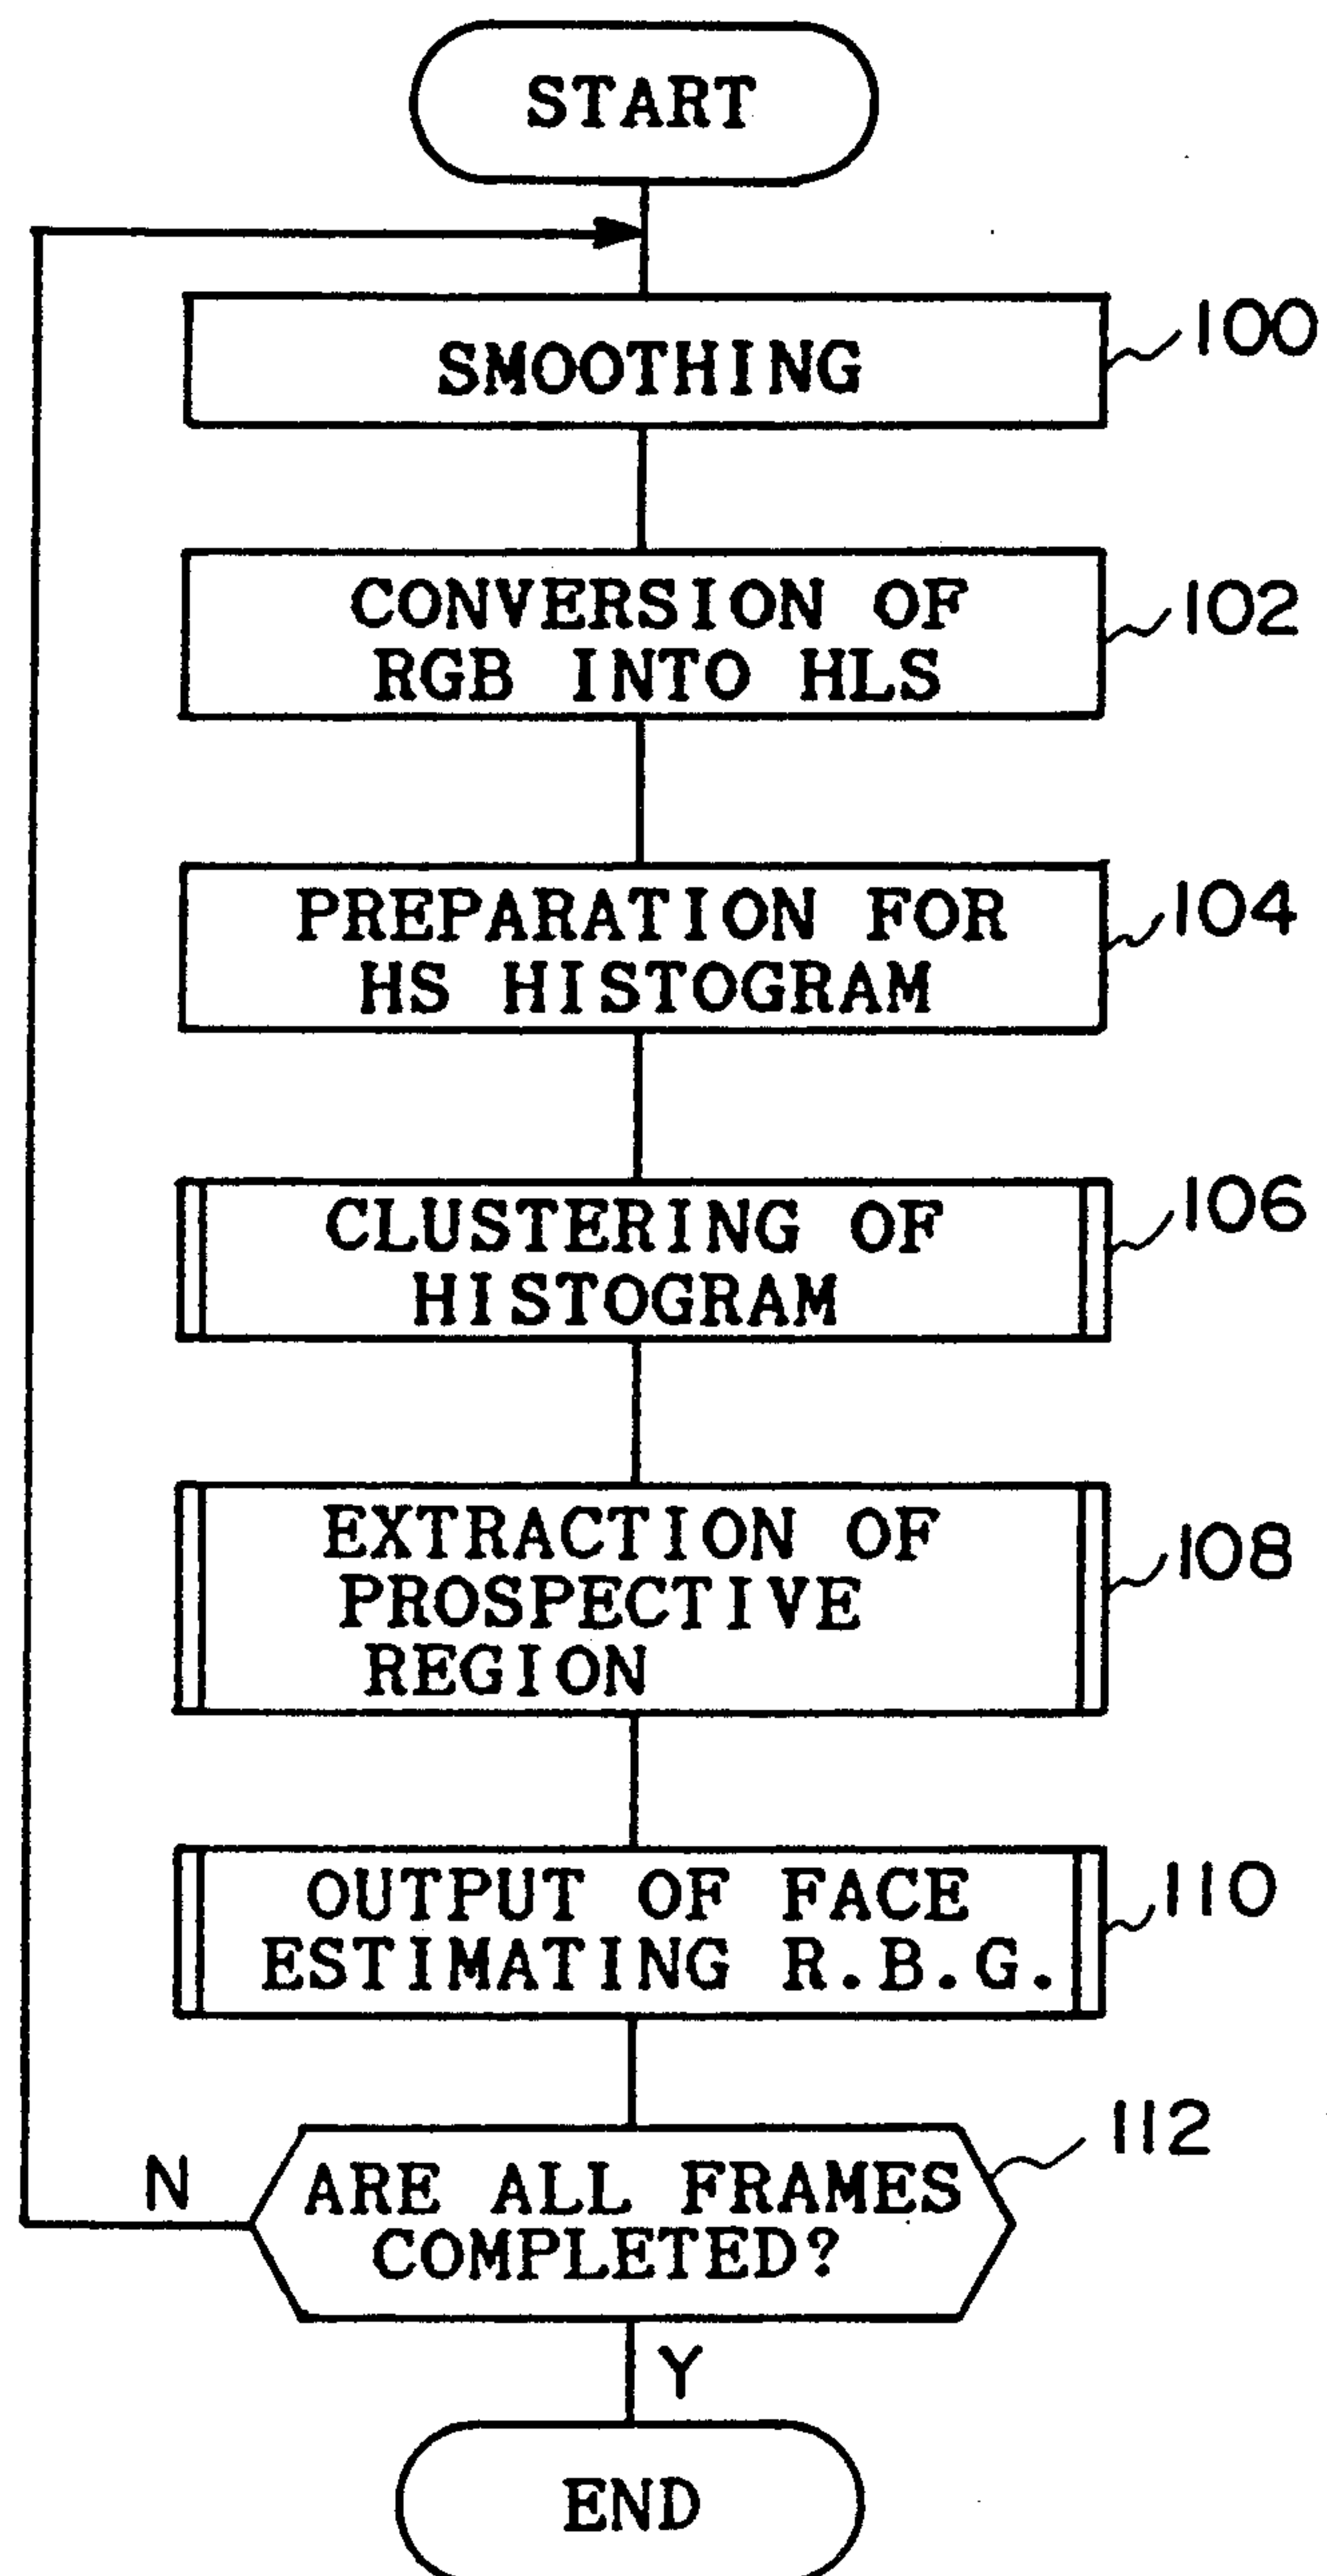 START
SMOOTHING
100
CONVERSION OF
RGB INTO HLS
102
PREPARATION FOR
HS HISTOGRAM
104
CLUSTERING OF
HISTOGRAM
106
EXTRACTION OF
PROSPECTIVE
REGION
108
OUTPUT OF FACE
ESTIMATING R.B.G.
110
ARE ALL FRAMES
COMPLETED?
112
N
Y
END